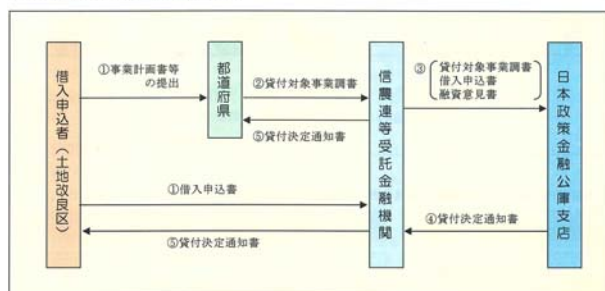 借入申込者（土地改良区）
①事業計画書等
の提出
都道府県
②貸付対象事業調書
⑤貸付決定通知書
信農連等受託金融機関
③
貸付対象事業調書
借入申込書
融資意見書
日本政策金融公庫支店
①借入申込書
④貸付決定通知書
⑤貸付決定通知書